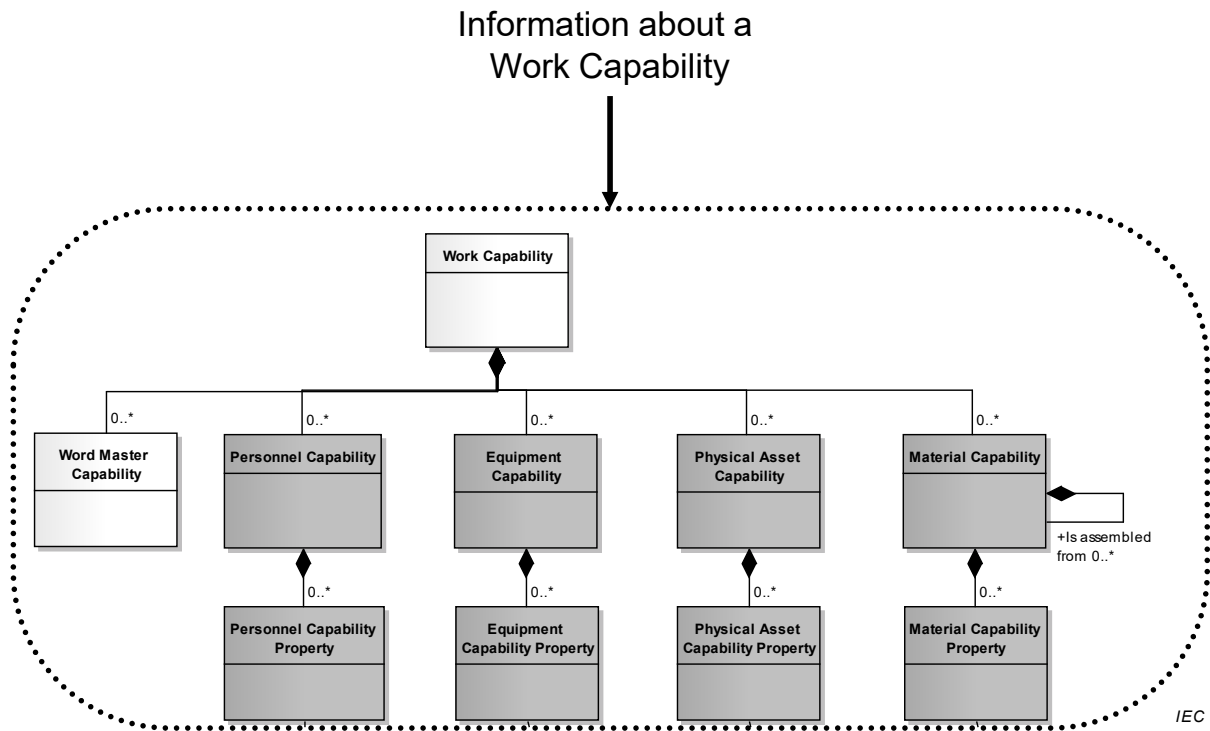 Information about a
Work Capability
Work Capability
0..*
0..*
0..*
0..*
0..*
Word Master
Capability
Personnel Capability
Equipment
Capability
Physical Asset
Capability
Material Capability
+Is assembled
from 0..*
0..*
0..*
0..*
0..*
Personnel Capability
Property
Equipment
Capability Property
Physical Asset
Capability Property
Material Capability
Property
IEC